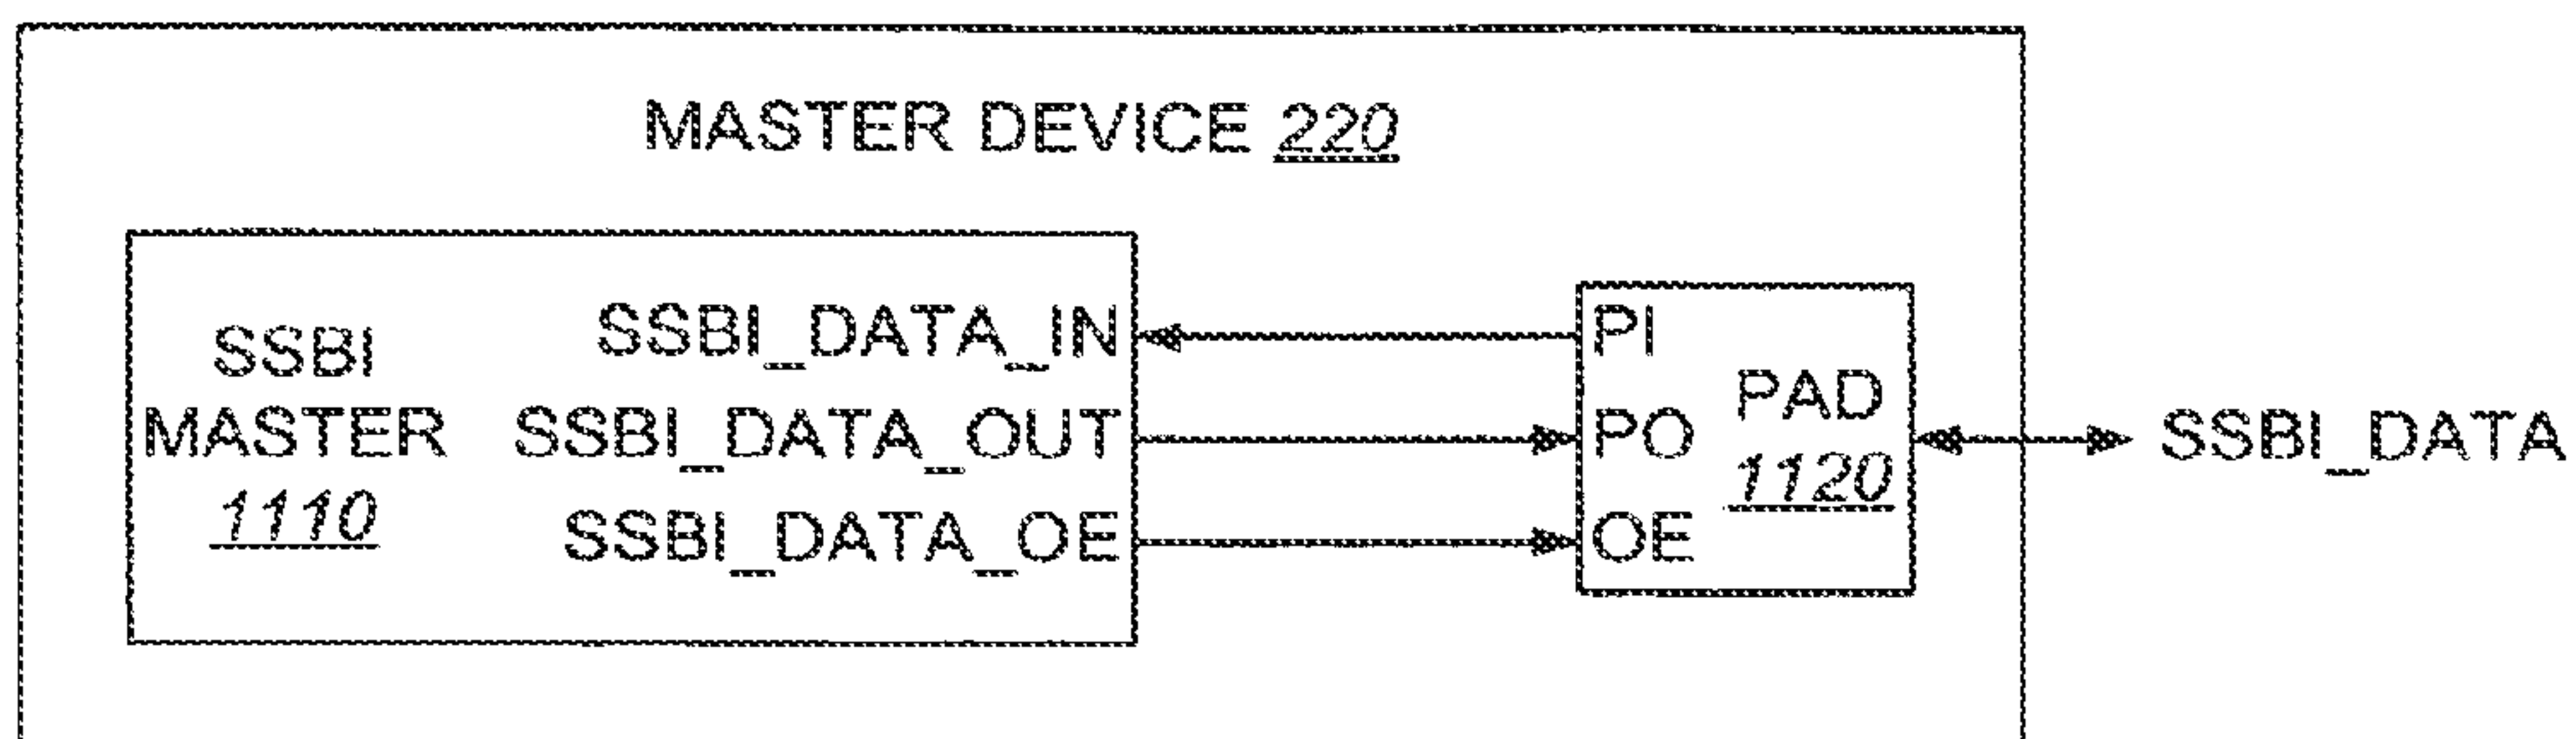 MASTER DEVICE 220
SSBI
MASTER
1110
SSBI_DATA_IN
SSBI_DATA_OUT
SSBI_DATA_OE
PI
PO
OE
PAD
1120
SSBI_DATA